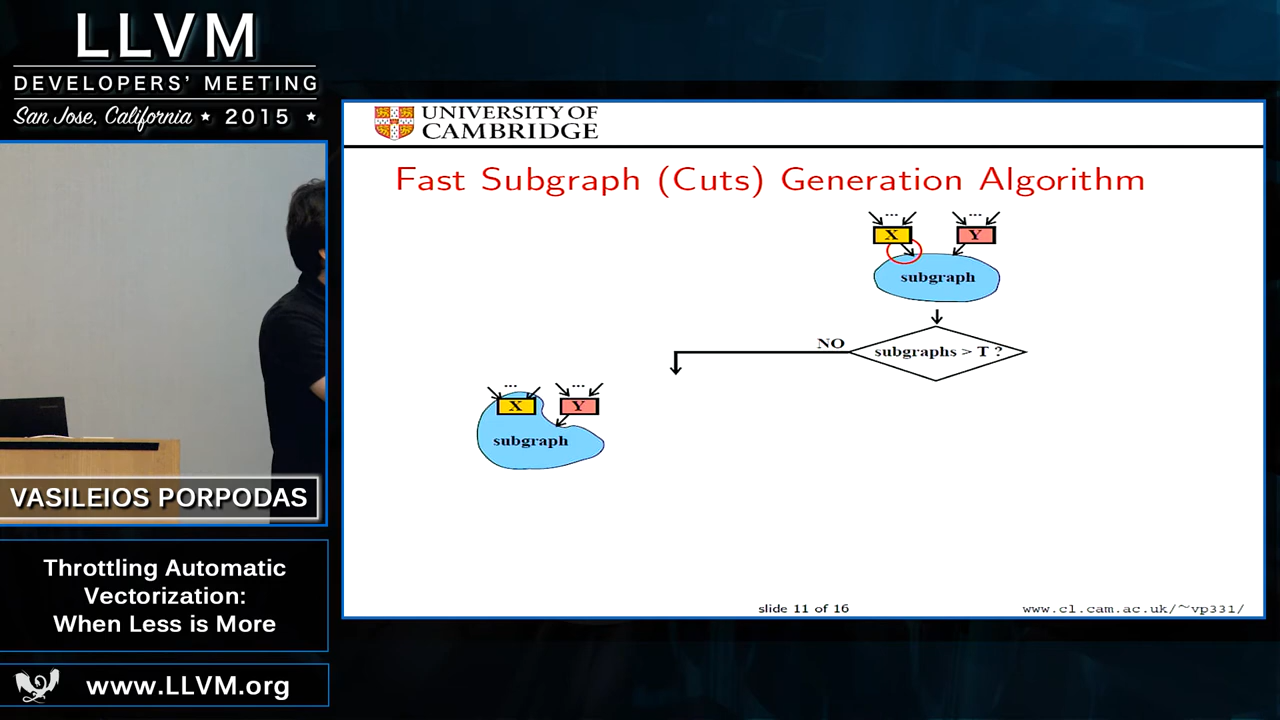 LLVM
DEVELOPERS' MEETING
San Jose, California ★ 2015 ★
UNIVERSITY OF
CAMBRIDGE
Fast Subgraph (Cuts) Generation Algorithm
... ...
X Y
subgraph
NO
subgraphs > T ?
... ...
X Y
subgraph
slide 11 of 16
www.cl.cam.ac.uk/~vp331/
VASILEIOS PORPODAS
Throttling Automatic
Vectorization:
When Less is More
www.LLVM.org